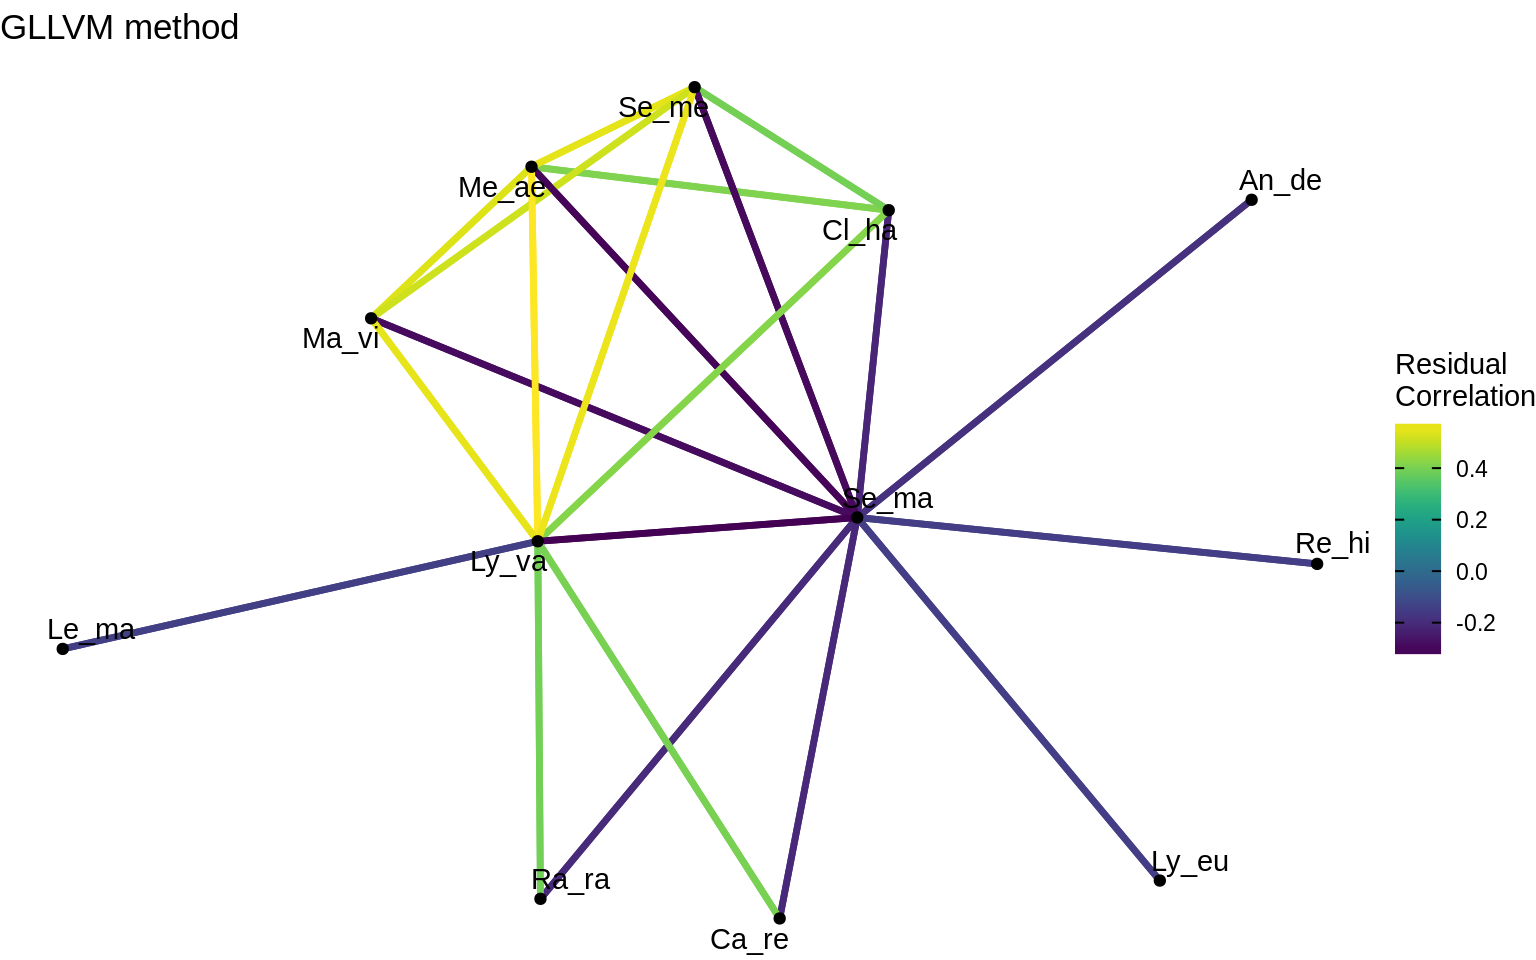 GLLVM method
Se_me
An_de
Me_ae
Cl_ha
Ma_vi
Residual
Correlation
0.4
0.2
0.0
-0.2
Se_ma
Re_hi
Ly_va
Le_ma
Ly_eu
Ra_ra
Ca_re